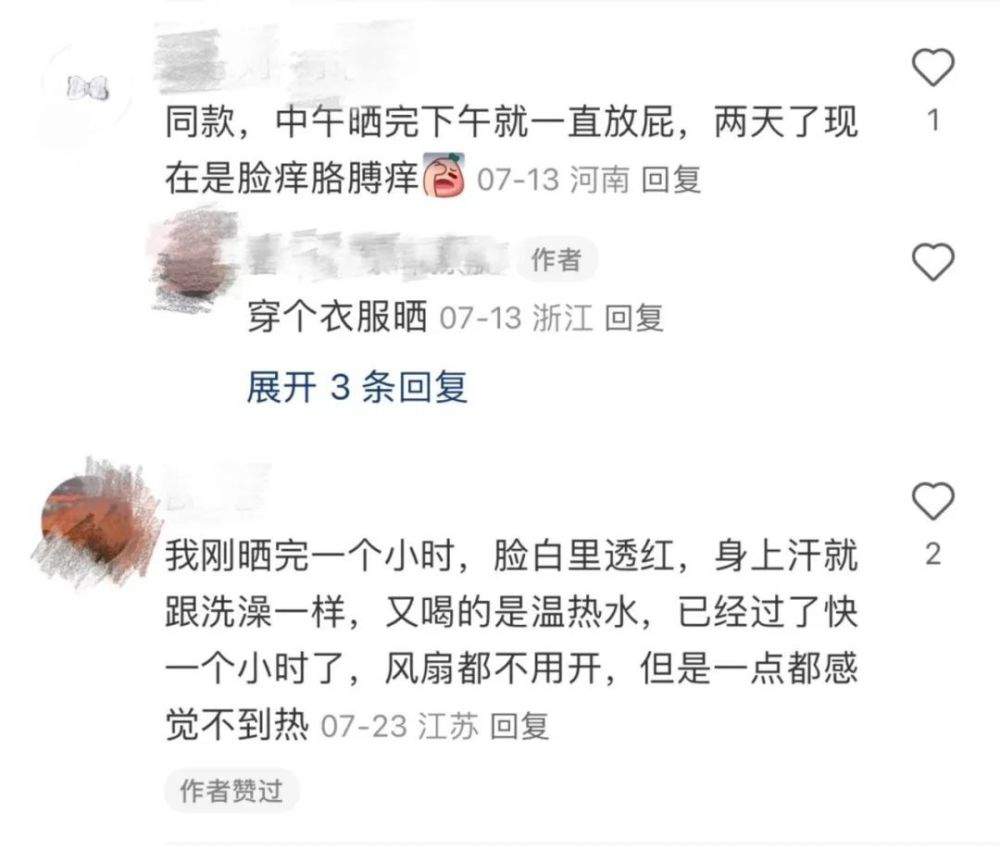 同款，中午晒完下午就一直放屁，两天了现
在是脸痒胳膊痒 07-13 河南 回复
1
作者
穿个衣服晒 07-13 浙江 回复
展开 3 条回复
我刚晒完一个小时，脸白里透红，身上汗就
跟洗澡一样，又喝的是温热水，已经过了快
一个小时了，风扇都不用开，但是一点都感
觉不到热 07-23 江苏 回复
2
作者赞过